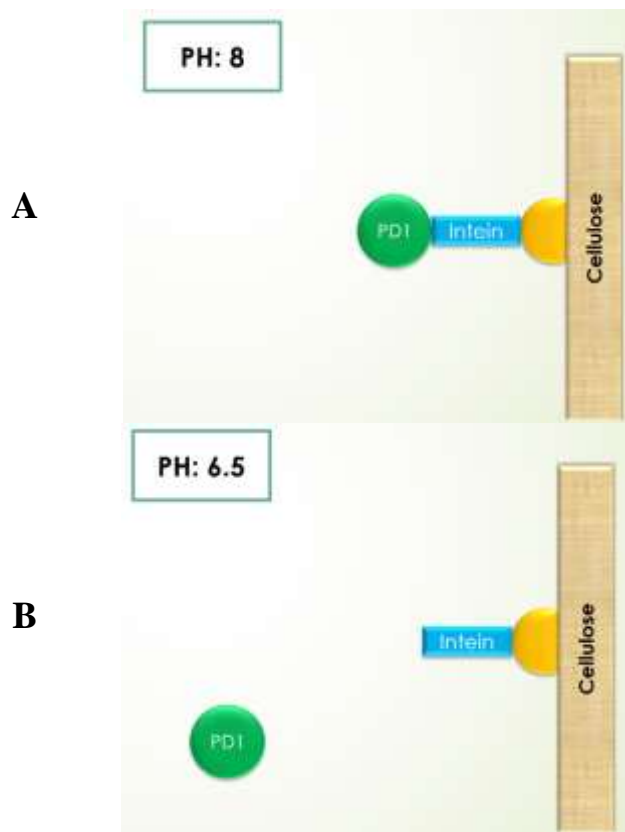 PH: 8
A
PD1
Intein
Cellulose
PH: 6.5
B
Intein
Cellulose
PD1